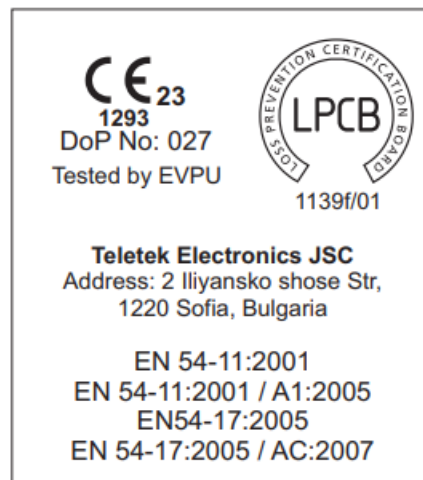 CE 23
1293
DoP No: 027
Tested by EVPU
LOSS PREVENTION CERTIFICATION BOARD
LPCB
1139f/01
Teletek Electronics JSC
Address: 2 Iliyansko shose Str,
1220 Sofia, Bulgaria
EN 54-11:2001
EN 54-11:2001 / A1:2005
EN54-17:2005
EN 54-17:2005 / AC:2007